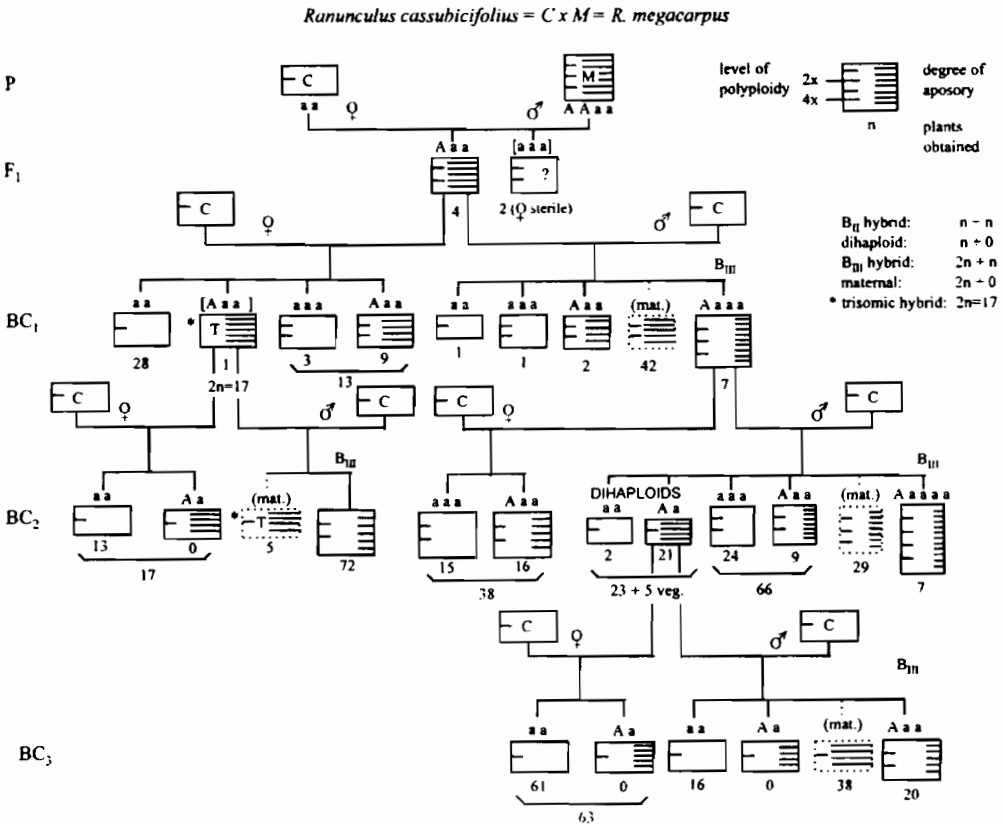 Ranunculus cassubicifolius = C x M = R. megacarpus
P
C
a a
♀
M
♂
A A a a
level of polyploidy
2x
4x
degree of aposory
n
plants obtained
F1
A a a
[a a a]
?
4
2 (♀ sterile)
C
♀
♂
C
BII hybrid: n - n
dihaploid: n + 0
BIII hybrid: 2n + n
maternal: 2n + 0
* trisomic hybrid: 2n=17
BIII
BC1
a a
[A a a ]
a a a
A a a
a a
a a a
A a a
(mat.)
A a a a
* T
28
1
3
9
1
1
2
42
7
2n=17
13
C
♀
♂
C
C
♀
♂
C
BIII
BIII
BC2
a a
A a
(mat.)
a a a
A a a
DIHAPLOIDS
a a
A a
a a a
A a a
(mat.)
A a a a a
* T
13
0
5
72
15
16
2
21
24
9
29
7
17
38
23 + 5 veg.
66
C
♀
♂
C
BIII
BC3
a a
A a
a a
A a
(mat.)
A a a
61
0
16
0
38
20
63